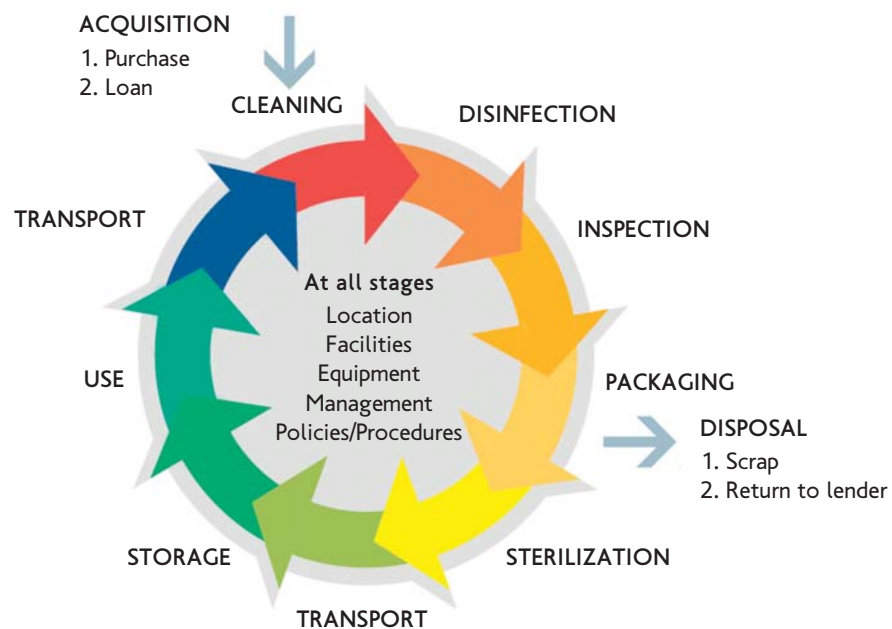 ACQUISITION
1. Purchase
2. Loan
CLEANING
DISINFECTION
TRANSPORT
INSPECTION
At all stages
Location
Facilities
Equipment
Management
Policies/Procedures
USE
PACKAGING
DISPOSAL
1. Scrap
2. Return to lender
STORAGE
STERILIZATION
TRANSPORT